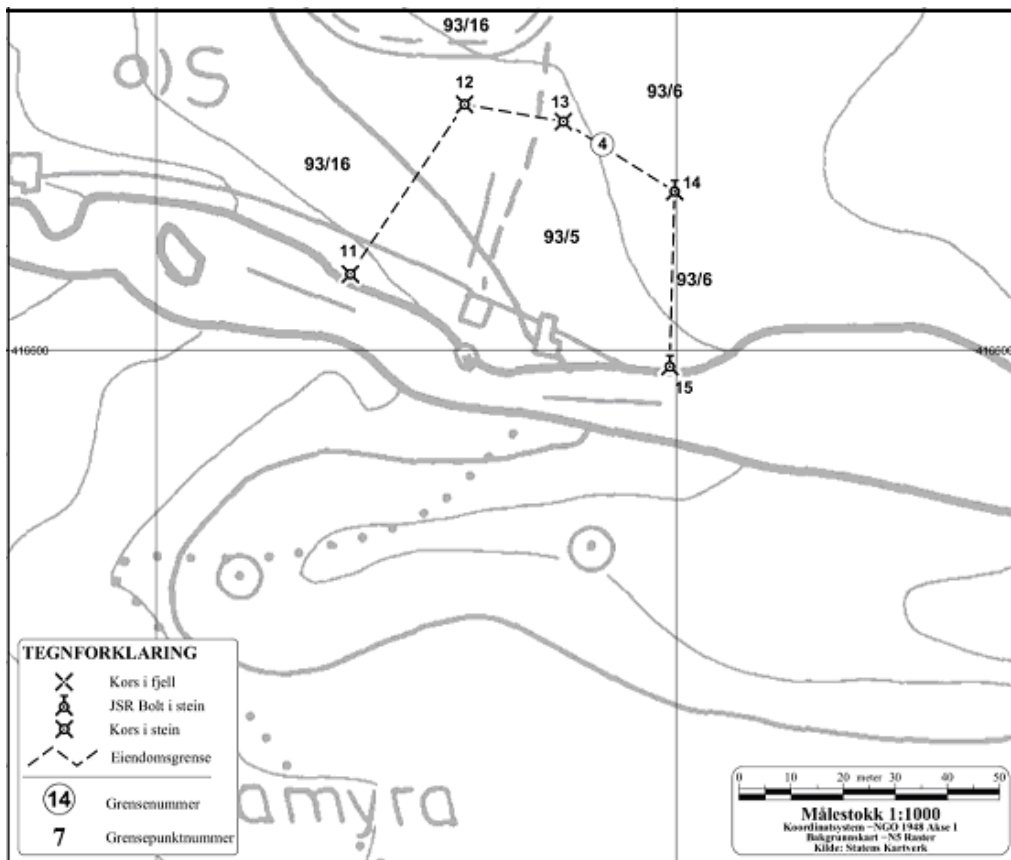 93/16
S
12
13
93/6
4
93/16
14
93/5
11
93/6
416600
416600
15
TEGNFORKLARING
Kors i fjell
JSR Bolt i stein
Kors i stein
Eiendomsgrense
14 Grensenummer
7 Grensepunktnummer
amyra
0 10 20 meter 30 40 50
Målestokk 1:1000
Koordinatsystem -NGO 1948 Akse 1
Bakgrunnskart -N5 Raster
Kilde: Statens Kartverk